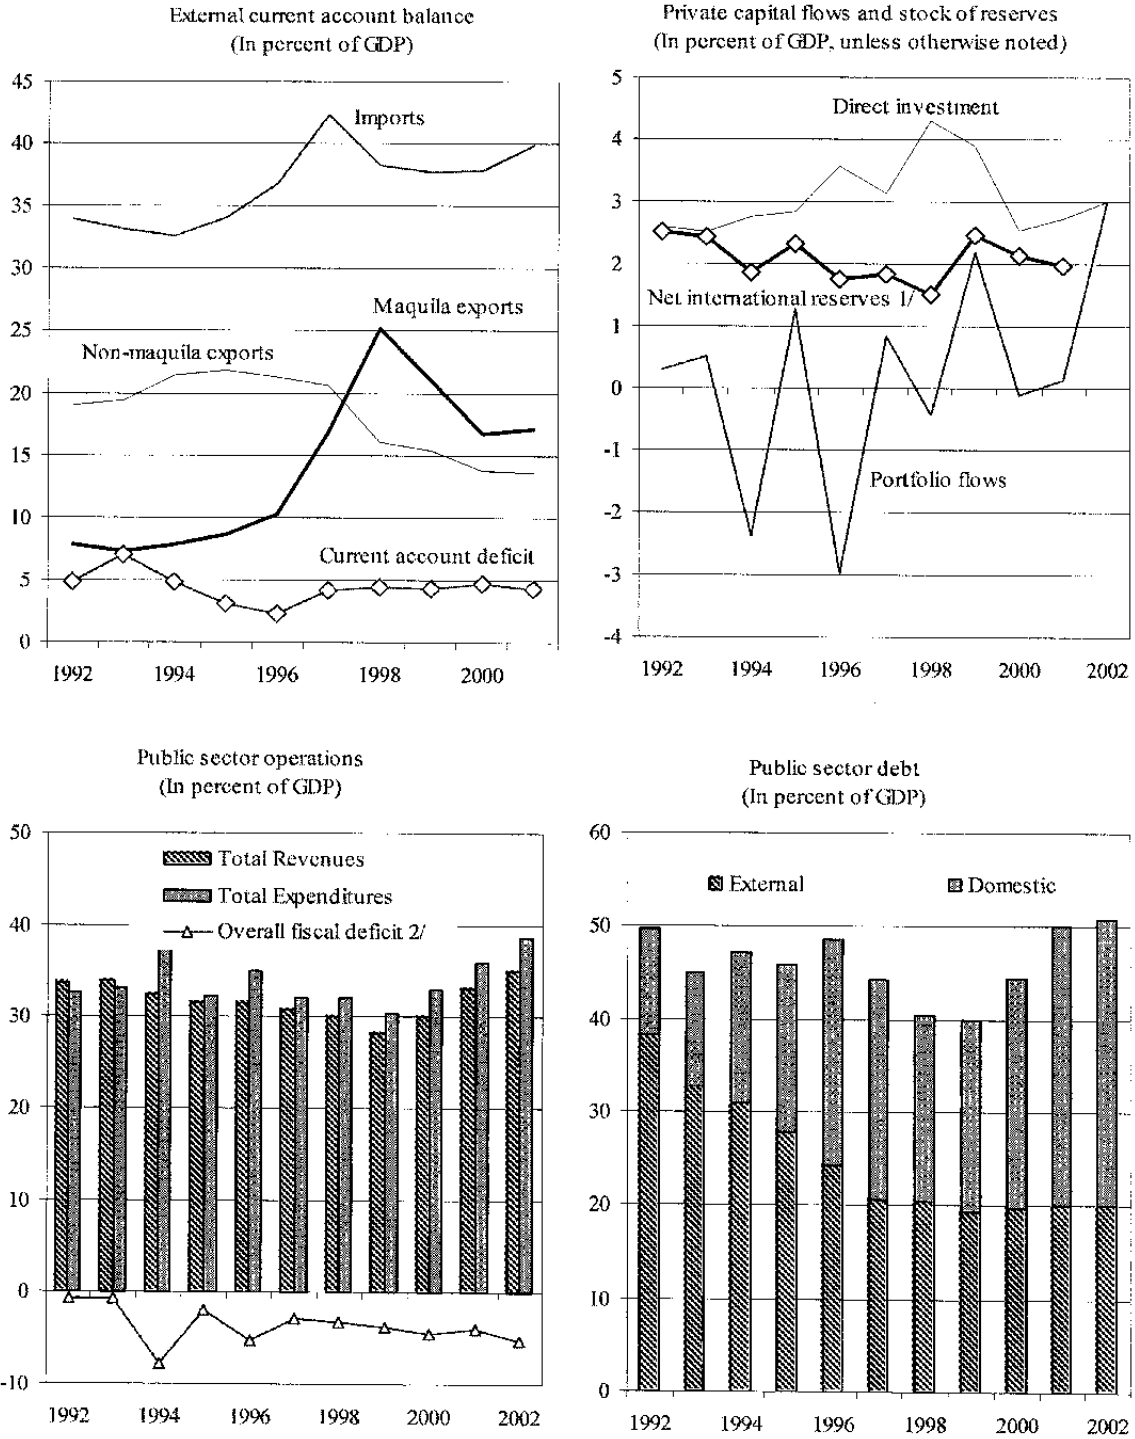 External current account balance
(In percent of GDP)
45
40
35
30
25
20
15
10
5
0
Imports
Maquila exports
Non-maquila exports
Current account deficit
1992 1994 1996 1998 2000
Private capital flows and stock of reserves
(In percent of GDP, unless otherwise noted)
5
4
3
2
1
0
-1
-2
-3
-4
Direct investment
Net international reserves 1/
Portfolio flows
1992 1994 1996 1998 2000 2002
Public sector operations
(In percent of GDP)
50
40
30
20
10
0
-10
Total Revenues
Total Expenditures
Overall fiscal deficit 2/
1992 1994 1996 1998 2000 2002
Public sector debt
(In percent of GDP)
60
50
40
30
20
10
0
External Domestic
1992 1994 1996 1998 2000 2002